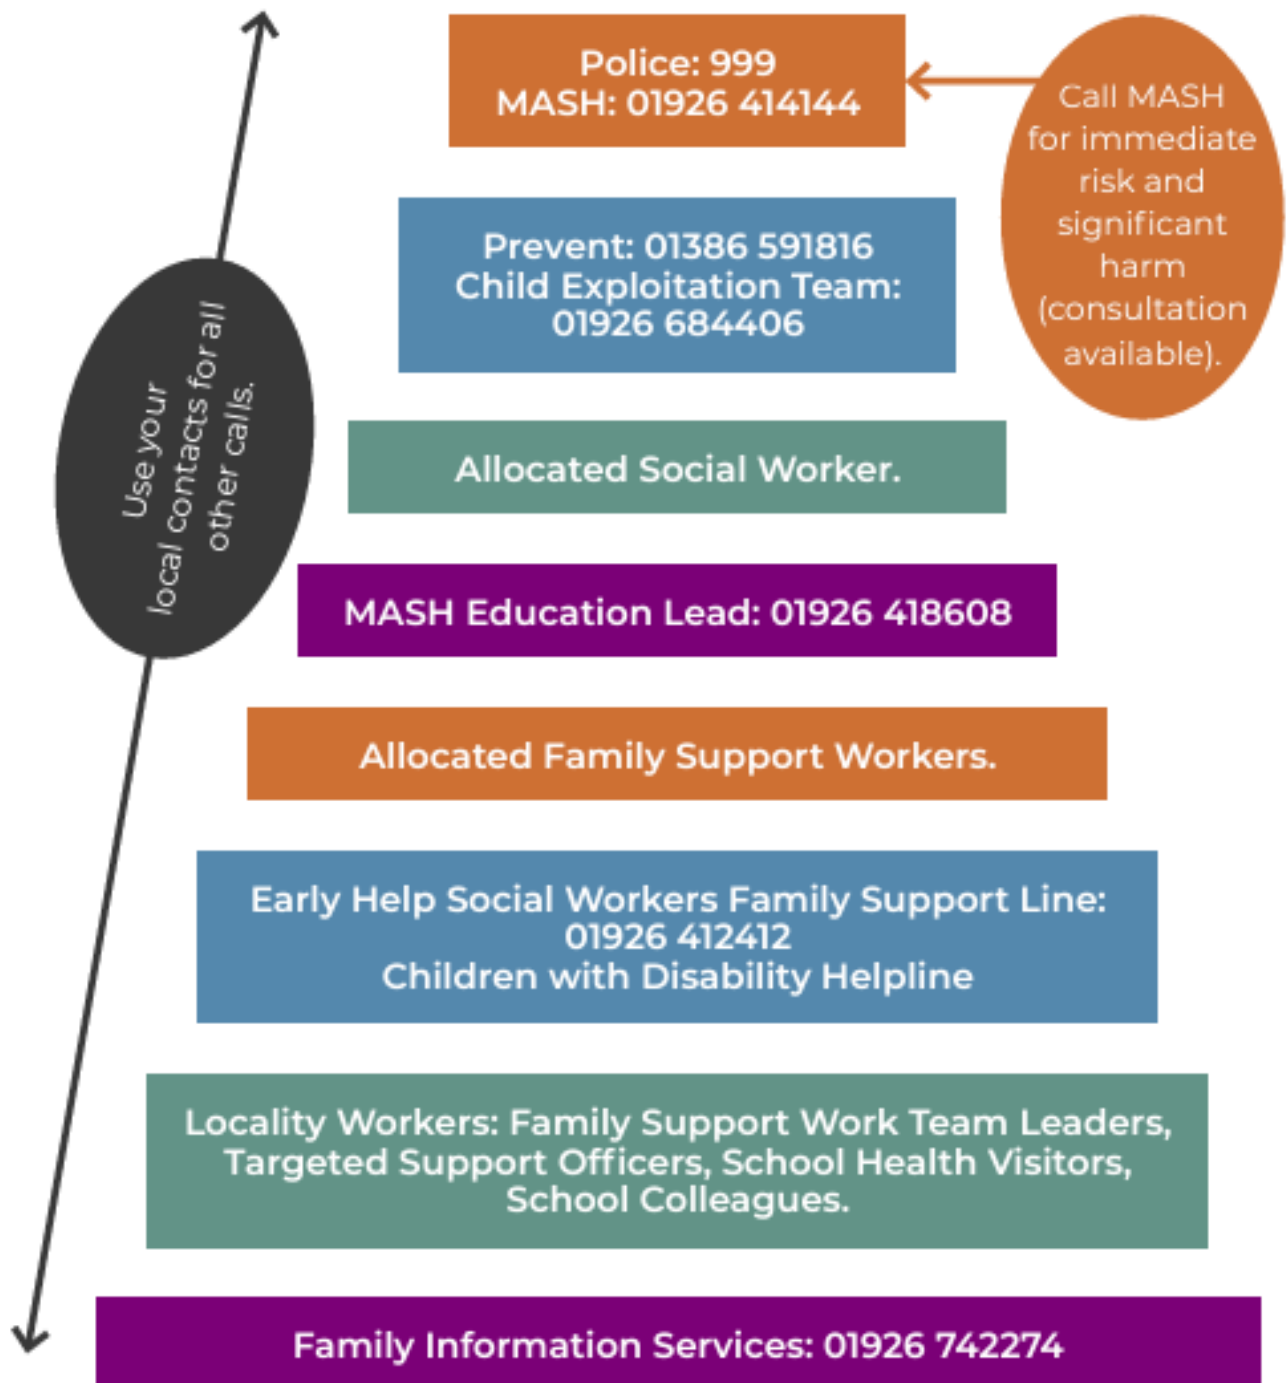 Police: 999
MASH: 01926 414144
Call MASH
for immediate
risk and
significant
harm
(consultation
available).
Prevent: 01386 591816
Child Exploitation Team:
01926 684406
Use your
local contacts for all
other calls.
Allocated Social Worker.
MASH Education Lead: 01926 418608
Allocated Family Support Workers.
Early Help Social Workers Family Support Line:
01926 412412
Children with Disability Helpline
Locality Workers: Family Support Work Team Leaders,
Targeted Support Officers, School Health Visitors,
School Colleagues.
Family Information Services: 01926 742274